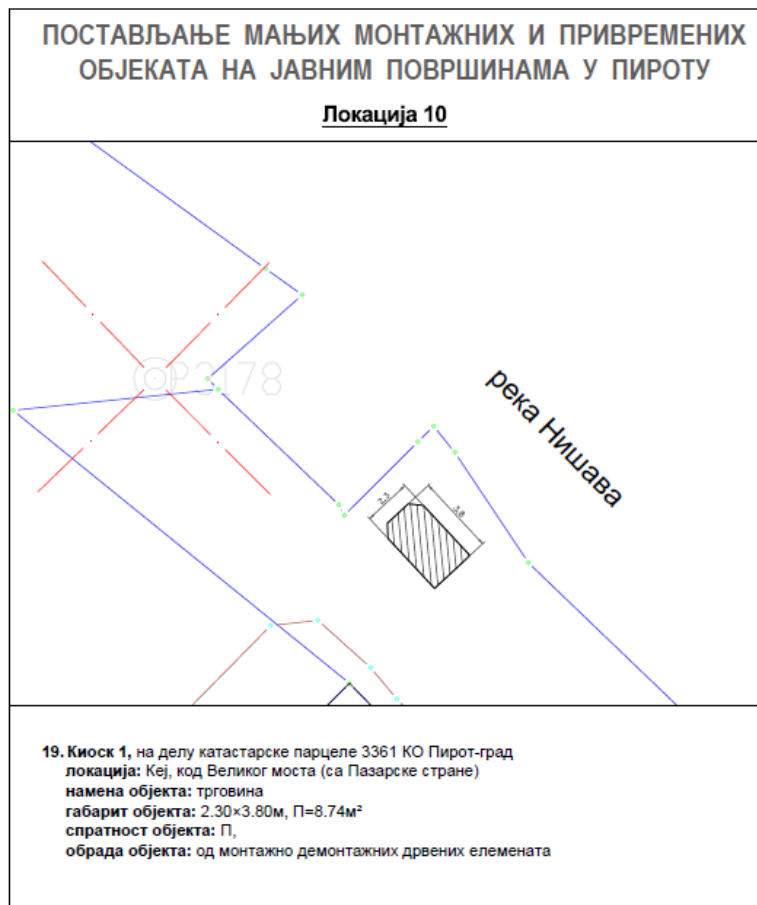 ПОСТАВЉАЊЕ МАЊИХ МОНТАЖНИХ И ПРИВРЕМЕНИХ
ОБЈЕКАТА НА ЈАВНИМ ПОВРШИНАМА У ПИРОТУ
Локација 10
P3178
река Нишава
2,3
3,8
19. Киоск 1, на делу катастарске парцеле 3361 КО Пирот-град
локација: Кеј, код Великог моста (са Пазарске стране)
намена објекта: трговина
габарит објекта: 2.30×3.80м, П=8.74м²
спратност објекта: П,
обрада објекта: од монтажно демонтажних дрвених елемената